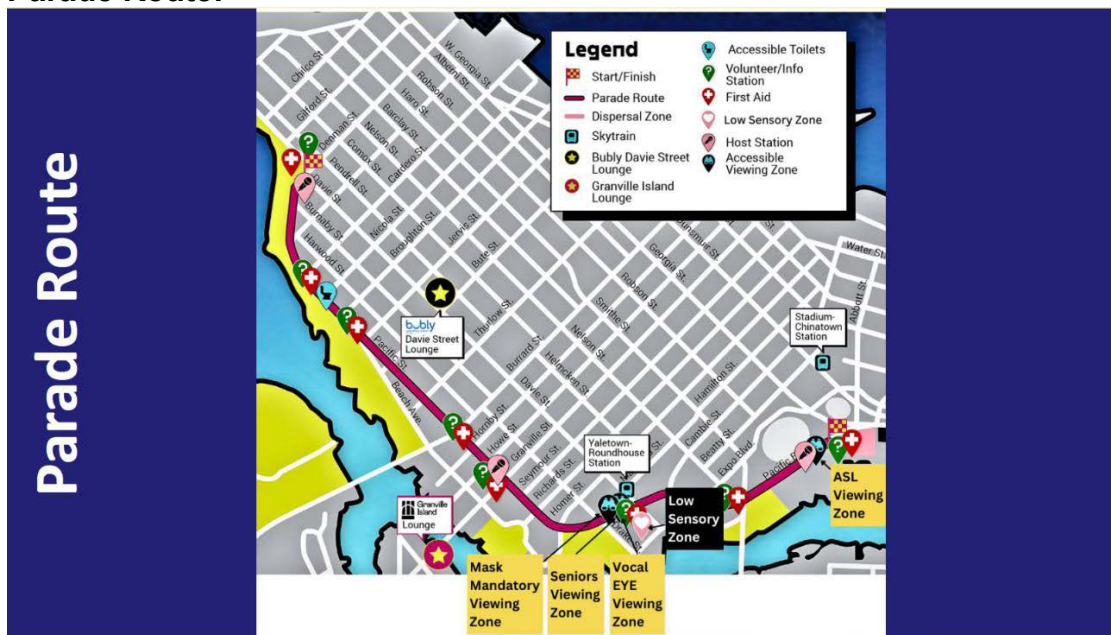 Parade Route
Legend
Start/Finish
Parade Route
Dispersal Zone
Skytrain
Bubly Davie Street
Lounge
Granville Island
Lounge
Accessible Toilets
Volunteer/Info
Station
First Aid
Low Sensory Zone
Host Station
Accessible
Viewing Zone
W. Georgia St.
Alberni St.
Robson St.
Haro St.
Barclay St.
Nelson St.
Comox St.
Pendrell St.
Davie St.
Burnaby St.
Harwood St.
Chilco St.
Gilford St.
Denman St.
Cardero St.
Nicola St.
Broughton St.
Jervis St.
Bute St.
Thurlow St.
Burrard St.
Hornby St.
Howe St.
Granville St.
Seymour St.
Richards St.
Homer St.
Drake St.
Davie St.
Helmcken St.
Nelson St.
Smithe St.
Robson St.
Georgia St.
Hamilton St.
Cambie St.
Beatty St.
Expo Blvd.
Water St.
Abbott St.
Pacific St.
Beach Ave.
bubly
Davie Street
Lounge
Granville
Island
Lounge
Yaletown-
Roundhouse
Station
Stadium-
Chinatown
Station
Mask
Mandatory
Viewing
Zone
Seniors
Viewing
Zone
Vocal
EYE
Viewing
Zone
Low
Sensory
Zone
ASL
Viewing
Zone